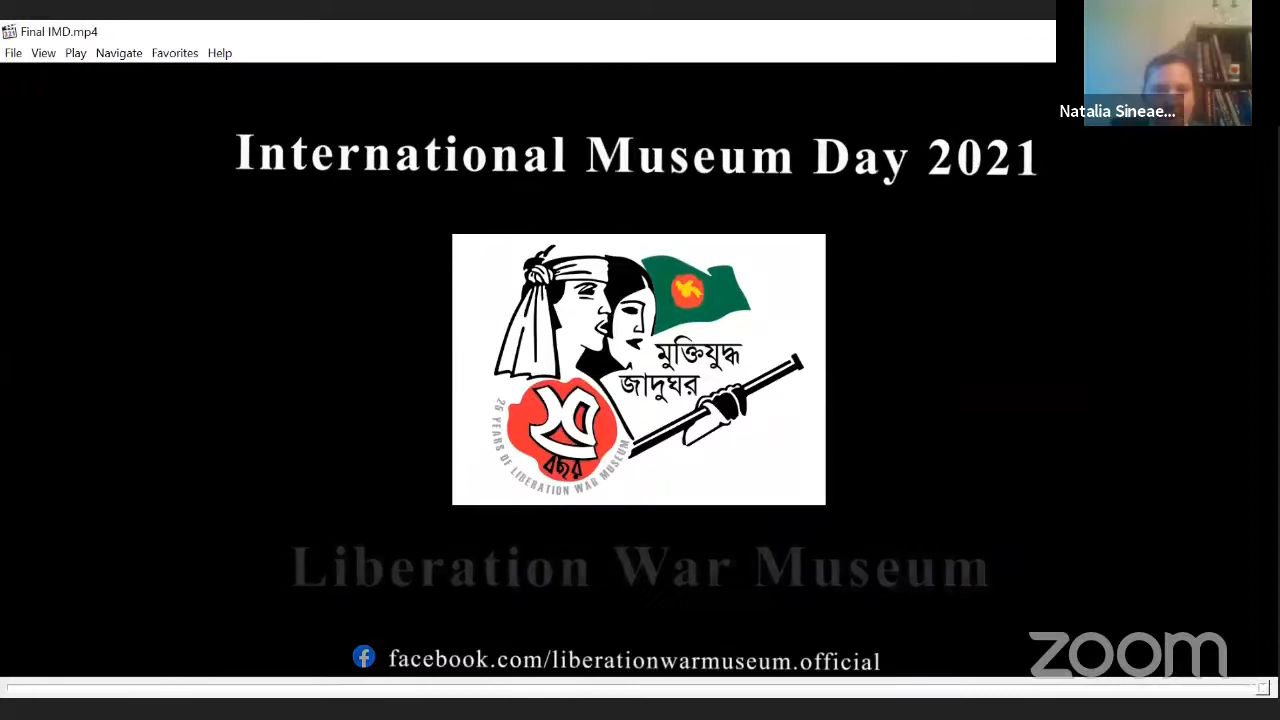 Final IMD.mp4
File View Play Navigate Favorites Help
Natalia Sineae...
International Museum Day 2021
মুক্তিযুদ্ধ
জাদুঘর
২৫
বছর
25 YEARS OF LIBERATION WAR MUSEUM
Liberation War Museum
facebook.com/liberationwarmuseum.official
zoom